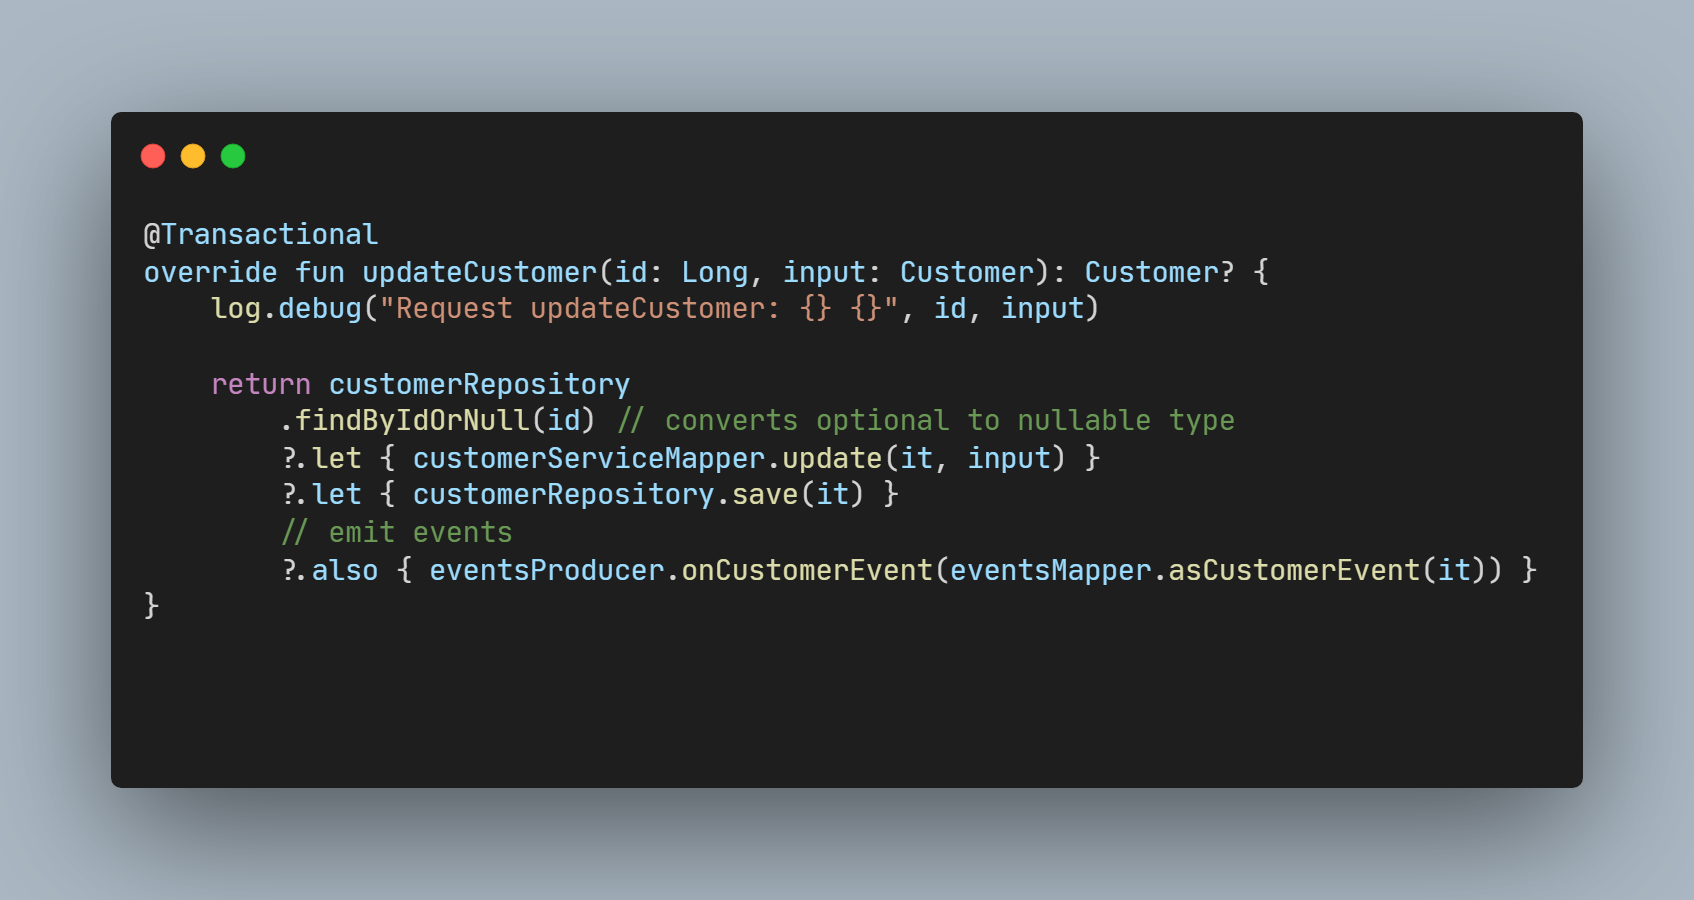 @Transactional
override fun updateCustomer(id: Long, input: Customer): Customer? {
    log.debug("Request updateCustomer: {} {}", id, input)

    return customerRepository
        .findByIdOrNull(id) // converts optional to nullable type
        ?.let { customerServiceMapper.update(it, input) }
        ?.let { customerRepository.save(it) }
        // emit events
        ?.also { eventsProducer.onCustomerEvent(eventsMapper.asCustomerEvent(it)) }
}